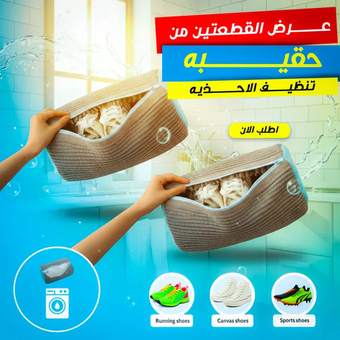 عرض القطعتين من
حقيبه
تنظيف الاحذيه
اطلب الان
Running shoes
Canvas shoes
Sports shoes